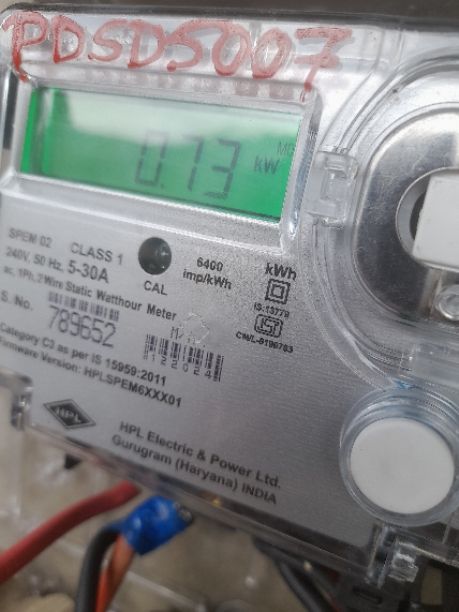 PDSD5007
0.73
kW
SPEM 02 CLASS 1
240V, 50 Hz, 5-30A
ac, 1Ph, 2 Wire Static Watthour Meter
CAL
6400
imp/kWh
kWh
IS:13779
S. No.
789652
Category C3 as per IS 15959:2011
Firmware Version: HPLSPEM6XXX01
HPL
HPL Electric & Power Ltd.
Gurugram (Haryana) INDIA